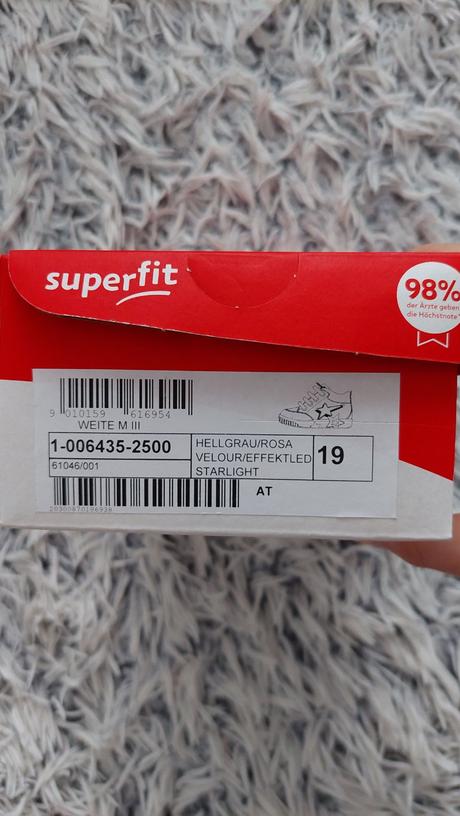 superfit
98%
der Ärzte geben
die Höchstnote*
9 010159 616954
WEITE M III
1-006435-2500
61046/001
HELLGRAU/ROSA
VELOUR/EFFEKTLED
STARLIGHT
19
AT